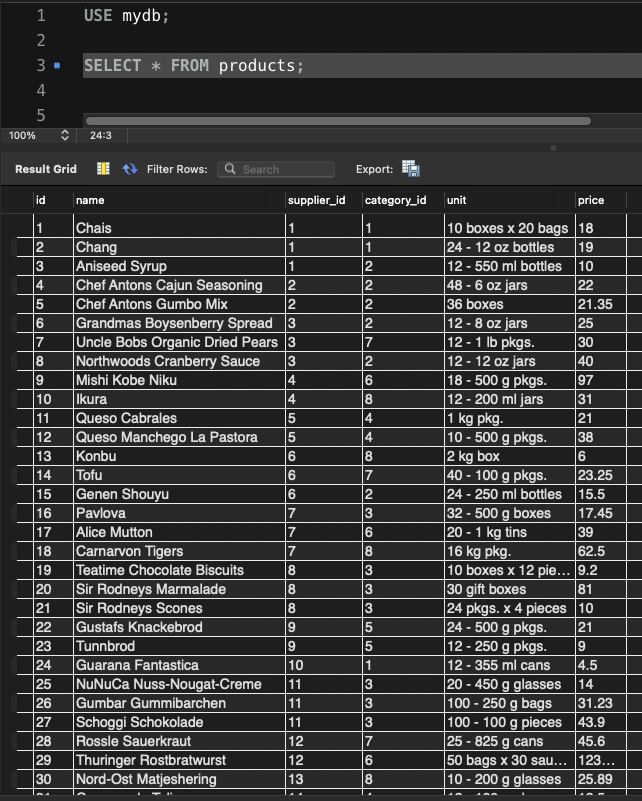 1 USE mydb;
2
3 SELECT * FROM products;
4
5
100% 24:3
Result Grid Filter Rows: Search Export:
id name supplier_id category_id unit price
1 Chais 1 1 10 boxes x 20 bags 18
2 Chang 1 1 24 - 12 oz bottles 19
3 Aniseed Syrup 1 2 12 - 550 ml bottles 10
4 Chef Antons Cajun Seasoning 2 2 48 - 6 oz jars 22
5 Chef Antons Gumbo Mix 2 2 36 boxes 21.35
6 Grandmas Boysenberry Spread 3 2 12 - 8 oz jars 25
7 Uncle Bobs Organic Dried Pears 3 7 12 - 1 lb pkgs. 30
8 Northwoods Cranberry Sauce 3 2 12 - 12 oz jars 40
9 Mishi Kobe Niku 4 6 18 - 500 g pkgs. 97
10 Ikura 4 8 12 - 200 ml jars 31
11 Queso Cabrales 5 4 1 kg pkg. 21
12 Queso Manchego La Pastora 5 4 10 - 500 g pkgs. 38
13 Konbu 6 8 2 kg box 6
14 Tofu 6 7 40 - 100 g pkgs. 23.25
15 Genen Shouyu 6 2 24 - 250 ml bottles 15.5
16 Pavlova 7 3 32 - 500 g boxes 17.45
17 Alice Mutton 7 6 20 - 1 kg tins 39
18 Carnarvon Tigers 7 8 16 kg pkg. 62.5
19 Teatime Chocolate Biscuits 8 3 10 boxes x 12 pie... 9.2
20 Sir Rodneys Marmalade 8 3 30 gift boxes 81
21 Sir Rodneys Scones 8 3 24 pkgs. x 4 pieces 10
22 Gustafs Knackebrod 9 5 24 - 500 g pkgs. 21
23 Tunnbrod 9 5 12 - 250 g pkgs. 9
24 Guarana Fantastica 10 1 12 - 355 ml cans 4.5
25 NuNuCa Nuss-Nougat-Creme 11 3 20 - 450 g glasses 14
26 Gumbar Gummibarchen 11 3 100 - 250 g bags 31.23
27 Schoggi Schokolade 11 3 100 - 100 g pieces 43.9
28 Rossle Sauerkraut 12 7 25 - 825 g cans 45.6
29 Thuringer Rostbratwurst 12 6 50 bags x 30 sau... 123...
30 Nord-Ost Matjeshering 13 8 10 - 200 g glasses 25.89